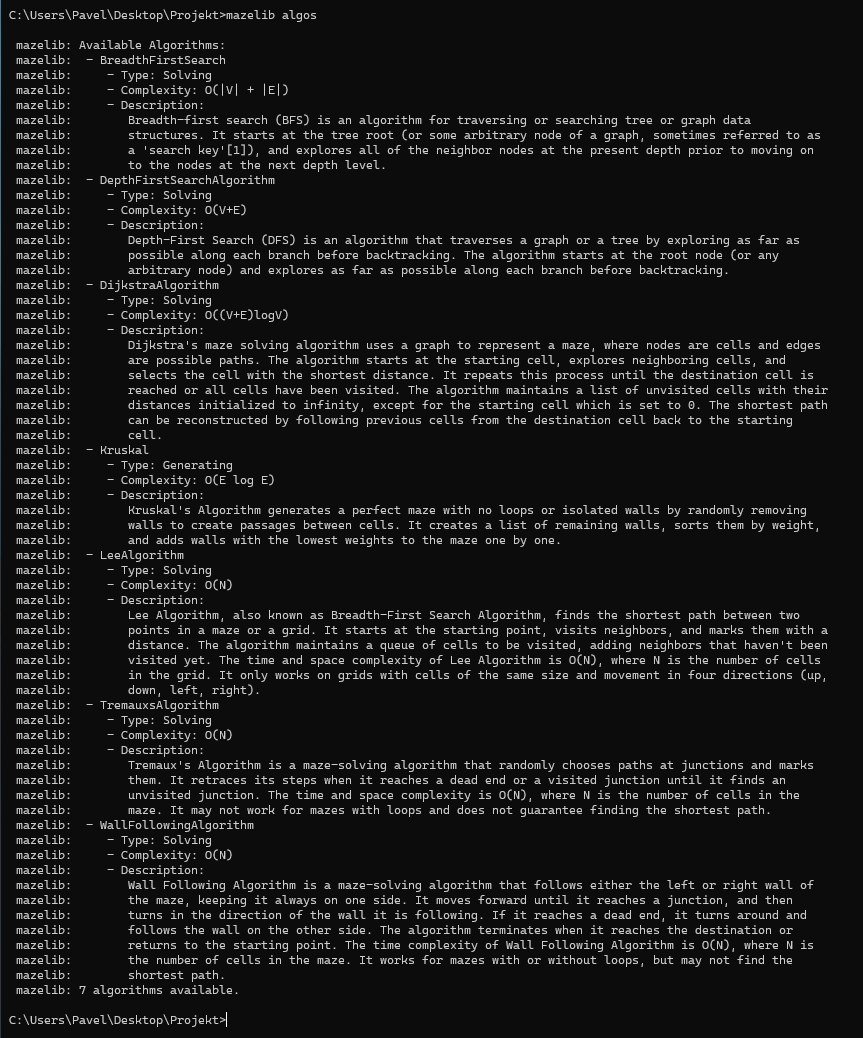 C:\Users\Pavel\Desktop\Projekt>mazelib algos
mazelib: Available Algorithms:
mazelib:  - BreadthFirstSearch
mazelib:     - Type: Solving
mazelib:     - Complexity: O(|V| + |E|)
mazelib:     - Description:
mazelib:        Breadth-first search (BFS) is an algorithm for traversing or searching tree or graph data
mazelib:        structures. It starts at the tree root (or some arbitrary node of a graph, sometimes referred to as
mazelib:        a 'search key'[1]), and explores all of the neighbor nodes at the present depth prior to moving on
mazelib:        to the nodes at the next depth level.
mazelib:  - DepthFirstSearchAlgorithm
mazelib:     - Type: Solving
mazelib:     - Complexity: O(V+E)
mazelib:     - Description:
mazelib:        Depth-First Search (DFS) is an algorithm that traverses a graph or a tree by exploring as far as
mazelib:        possible along each branch before backtracking. The algorithm starts at the root node (or any
mazelib:        arbitrary node) and explores as far as possible along each branch before backtracking.
mazelib:  - DijkstraAlgorithm
mazelib:     - Type: Solving
mazelib:     - Complexity: O((V+E)logV)
mazelib:     - Description:
mazelib:        Dijkstra's maze solving algorithm uses a graph to represent a maze, where nodes are cells and edges
mazelib:        are possible paths. The algorithm starts at the starting cell, explores neighboring cells, and
mazelib:        selects the cell with the shortest distance. It repeats this process until the destination cell is
mazelib:        reached or all cells have been visited. The algorithm maintains a list of unvisited cells with their
mazelib:        distances initialized to infinity, except for the starting cell which is set to 0. The shortest path
mazelib:        can be reconstructed by following previous cells from the destination cell back to the starting
mazelib:        cell.
mazelib:  - Kruskal
mazelib:     - Type: Generating
mazelib:     - Complexity: O(E log E)
mazelib:     - Description:
mazelib:        Kruskal's Algorithm generates a perfect maze with no loops or isolated walls by randomly removing
mazelib:        walls to create passages between cells. It creates a list of remaining walls, sorts them by weight,
mazelib:        and adds walls with the lowest weights to the maze one by one.
mazelib:  - LeeAlgorithm
mazelib:     - Type: Solving
mazelib:     - Complexity: O(N)
mazelib:     - Description:
mazelib:        Lee Algorithm, also known as Breadth-First Search Algorithm, finds the shortest path between two
mazelib:        points in a maze or a grid. It starts at the starting point, visits neighbors, and marks them with a
mazelib:        distance. The algorithm maintains a queue of cells to be visited, adding neighbors that haven't been
mazelib:        visited yet. The time and space complexity of Lee Algorithm is O(N), where N is the number of cells
mazelib:        in the grid. It only works on grids with cells of the same size and movement in four directions (up,
mazelib:        down, left, right).
mazelib:  - TremauxsAlgorithm
mazelib:     - Type: Solving
mazelib:     - Complexity: O(N)
mazelib:     - Description:
mazelib:        Tremaux's Algorithm is a maze-solving algorithm that randomly chooses paths at junctions and marks
mazelib:        them. It retraces its steps when it reaches a dead end or a visited junction until it finds an
mazelib:        unvisited junction. The time and space complexity is O(N), where N is the number of cells in the
mazelib:        maze. It may not work for mazes with loops and does not guarantee finding the shortest path.
mazelib:  - WallFollowingAlgorithm
mazelib:     - Type: Solving
mazelib:     - Complexity: O(N)
mazelib:     - Description:
mazelib:        Wall Following Algorithm is a maze-solving algorithm that follows either the left or right wall of
mazelib:        the maze, keeping it always on one side. It moves forward until it reaches a junction, and then
mazelib:        turns in the direction of the wall it is following. If it reaches a dead end, it turns around and
mazelib:        follows the wall on the other side. The algorithm terminates when it reaches the destination or
mazelib:        returns to the starting point. The time complexity of Wall Following Algorithm is O(N), where N is
mazelib:        the number of cells in the maze. It works for mazes with or without loops, but may not find the
mazelib:        shortest path.
mazelib: 7 algorithms available.
C:\Users\Pavel\Desktop\Projekt>